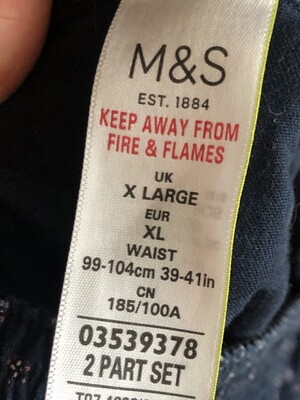 M&S
EST. 1884
KEEP AWAY FROM
FIRE & FLAMES
UK
X LARGE
EUR
XL
WAIST
99-104cm 39-41in
CN
185/100A
03539378
2 PART SET